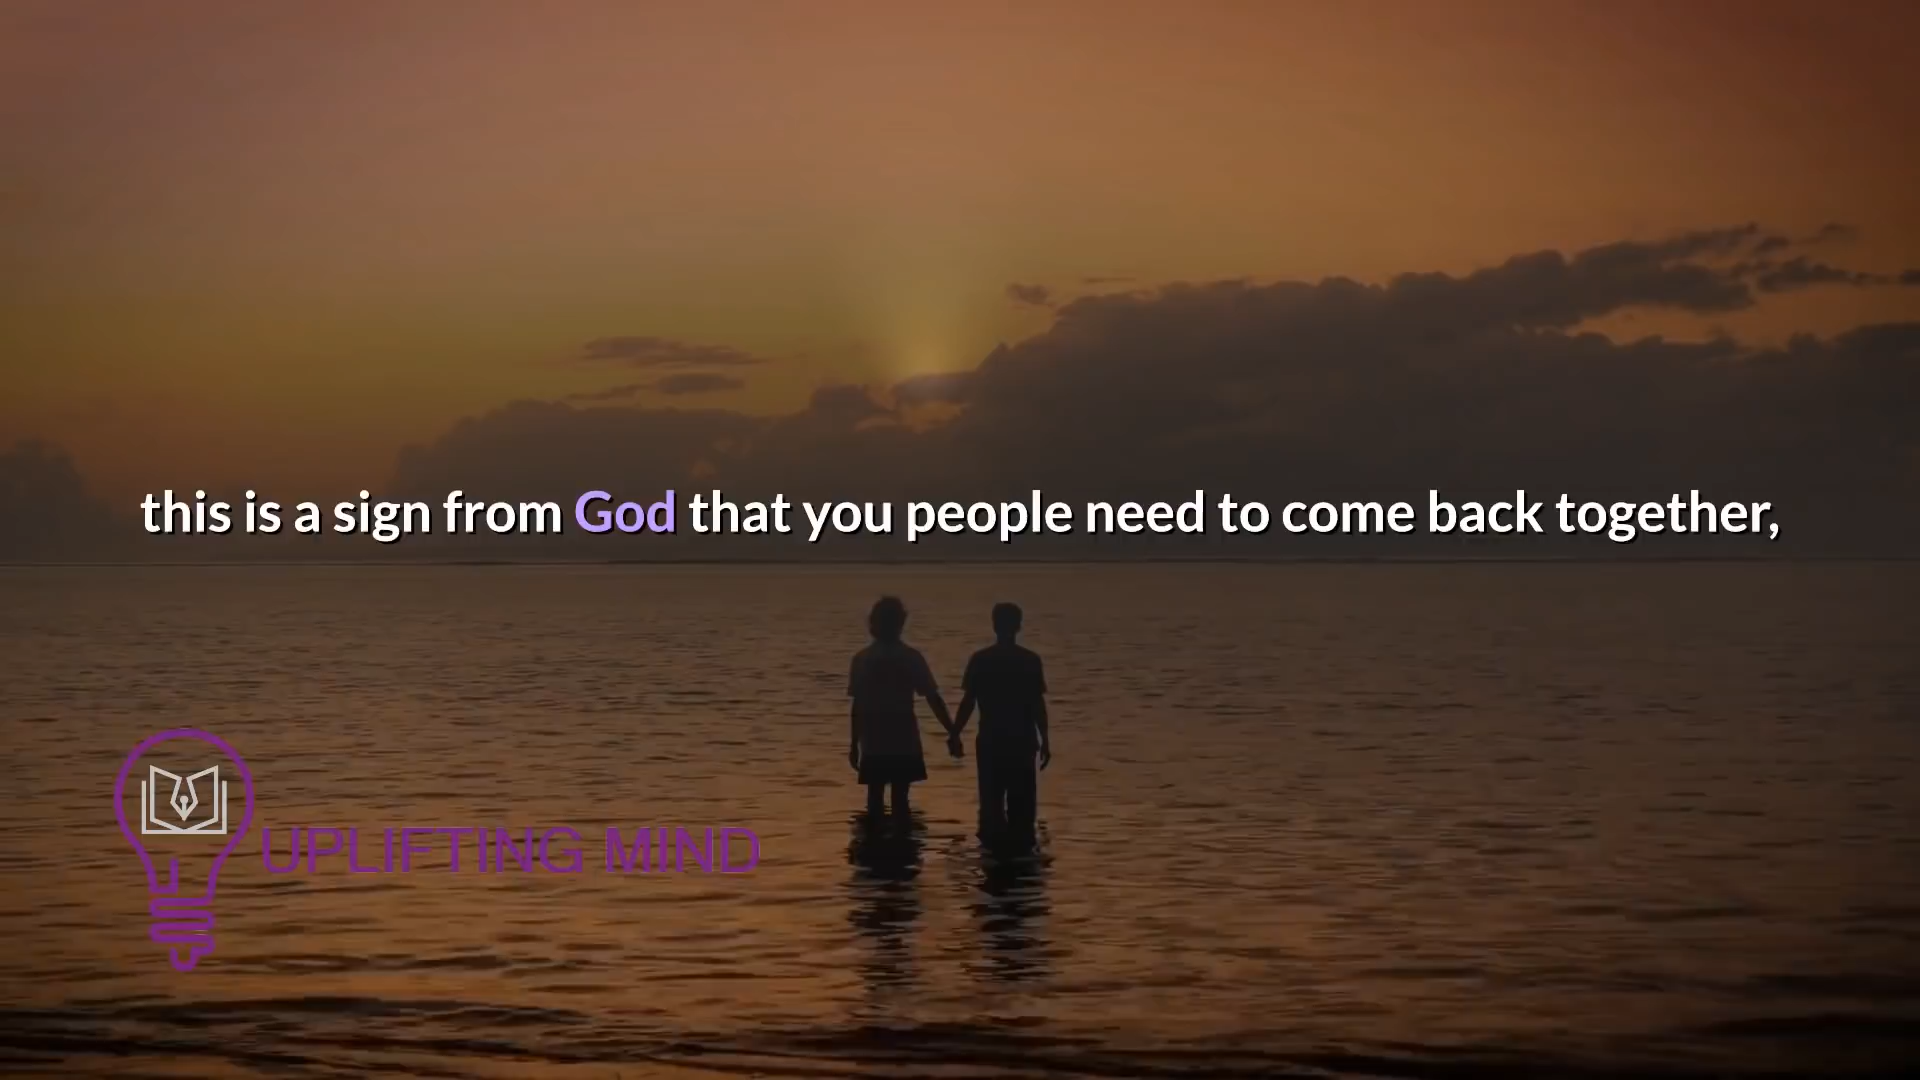 this is a sign from God that you people need to come back together,
UPLIFTING MIND